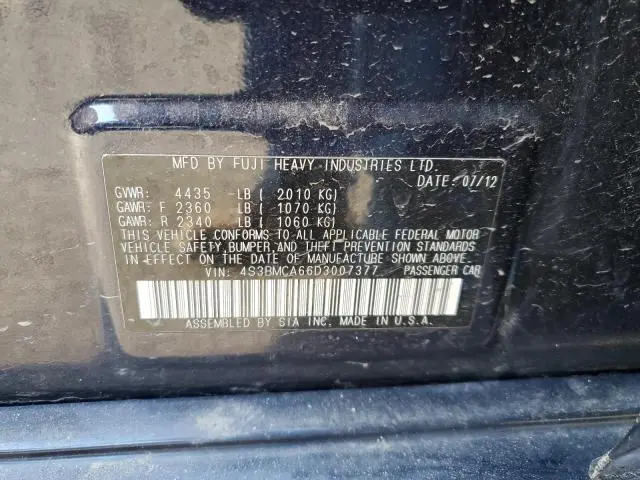 MFD BY FUJI HEAVY INDUSTRIES LTD.
DATE: 07/12
GVWR: 4435 LB ( 2010 KG)
GAWR: F 2360 LB ( 1070 KG)
GAWR: R 2340 LB ( 1060 KG)
THIS VEHICLE CONFORMS TO ALL APPLICABLE FEDERAL MOTOR
VEHICLE SAFETY, BUMPER, AND THEFT PREVENTION STANDARDS
IN EFFECT ON THE DATE OF MANUFACTURE SHOWN ABOVE.
VIN: 4S3BMCA66D3007377 PASSENGER CAR
ASSEMBLED BY SIA INC. MADE IN U.S.A.